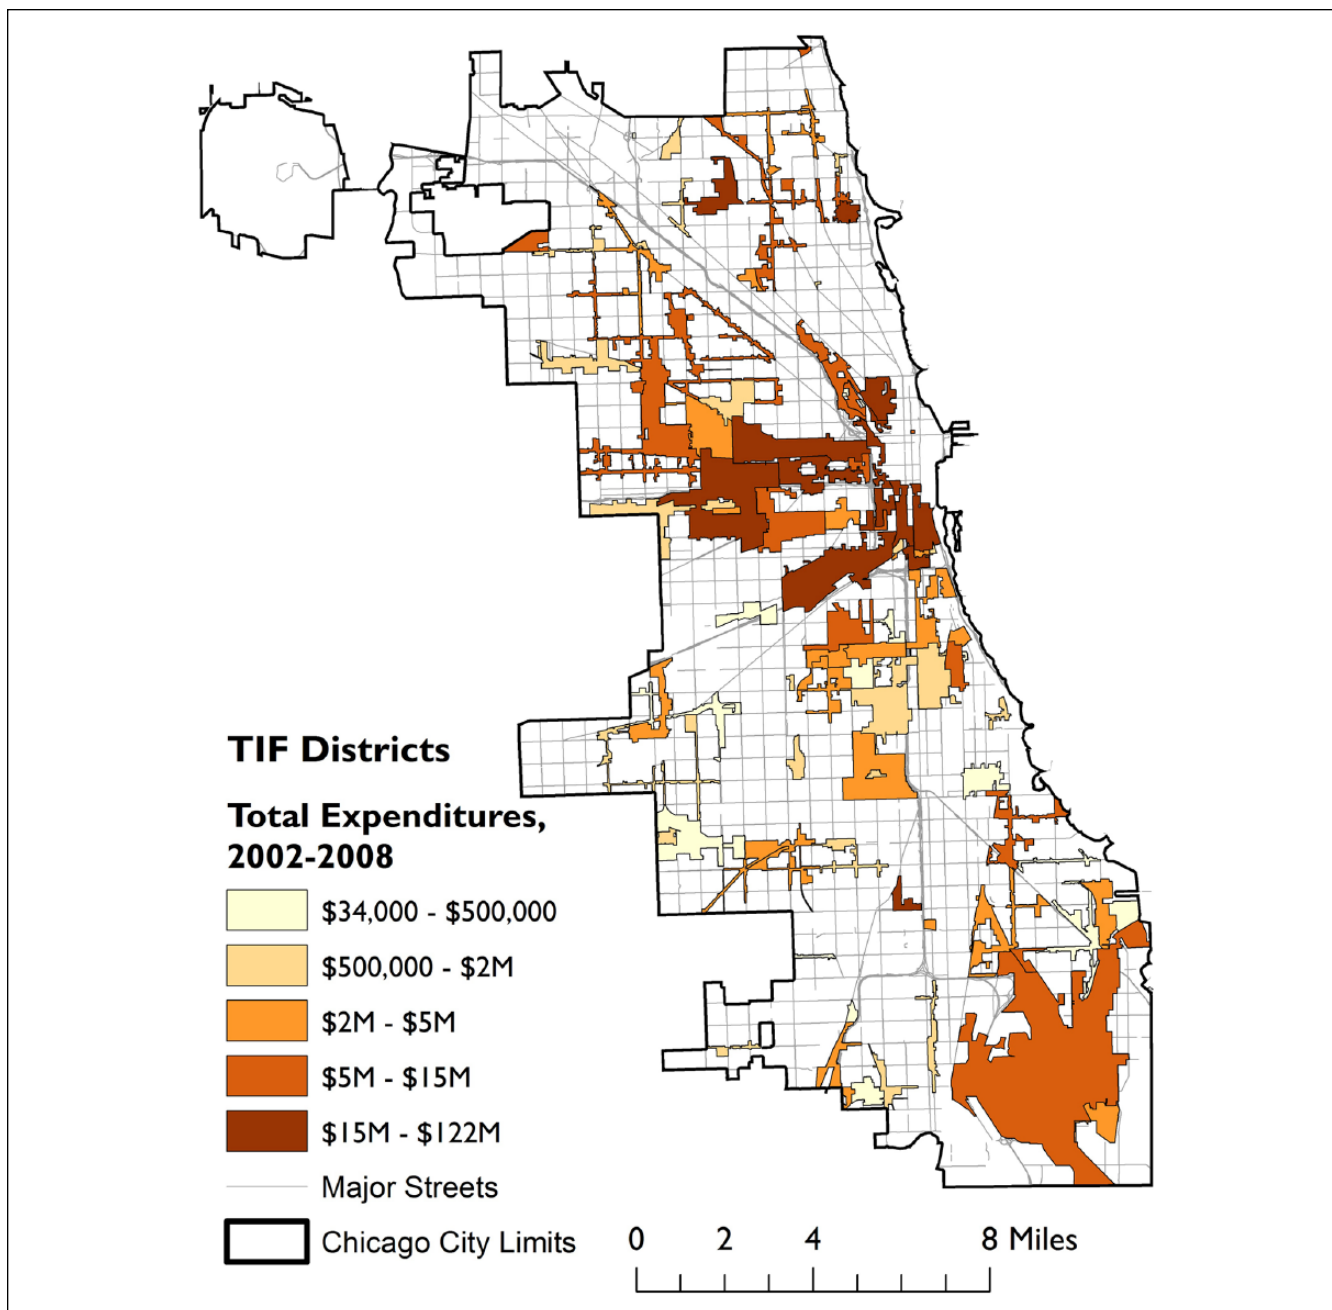 TIF Districts
Total Expenditures,
2002-2008
$34,000 - $500,000
$500,000 - $2M
$2M - $5M
$5M - $15M
$15M - $122M
Major Streets
Chicago City Limits
0 2 4 8 Miles